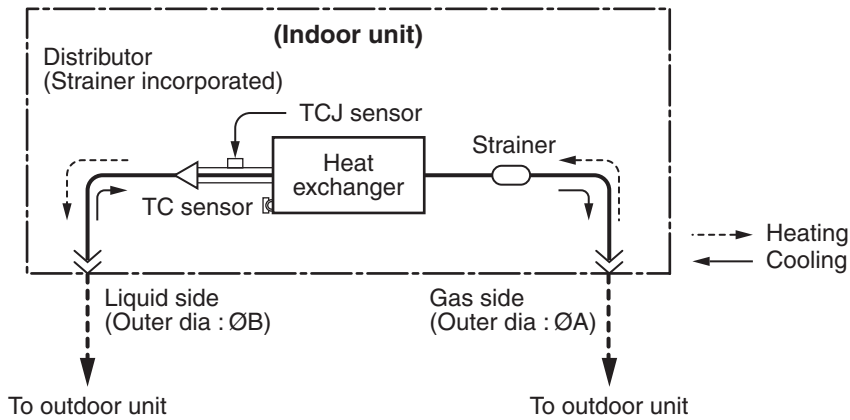 (Indoor unit)
Distributor
(Strainer incorporated)
TCJ sensor
Heat
exchanger
Strainer
TC sensor
Heating
Cooling
Liquid side
(Outer dia : ØB)
Gas side
(Outer dia : ØA)
To outdoor unit
To outdoor unit